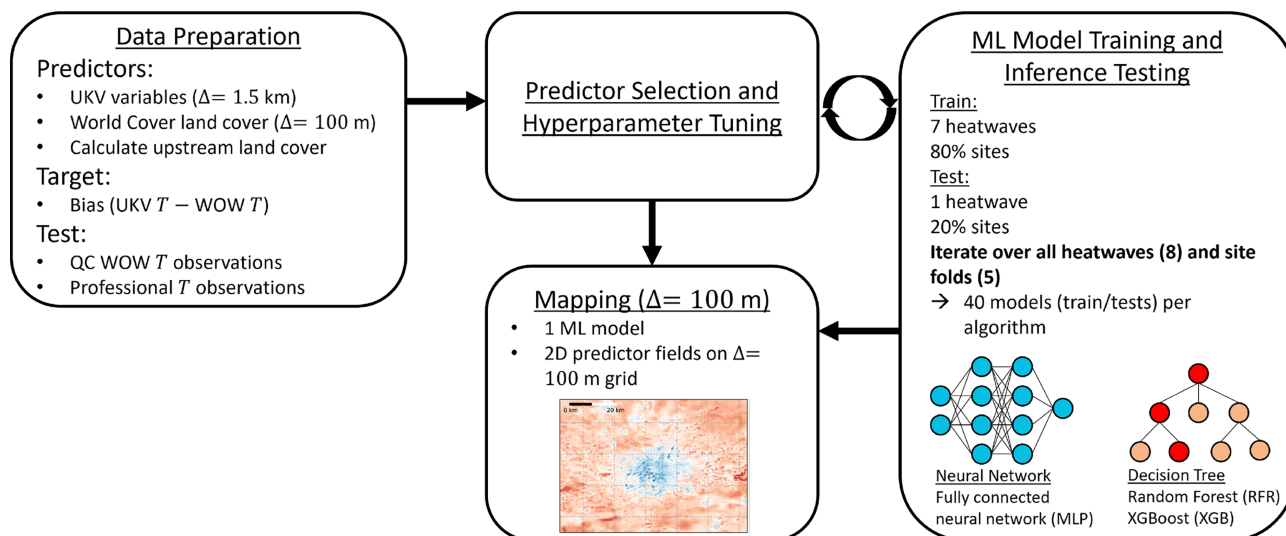 Data Preparation
Predictors:
• UKV variables (Δ= 1.5 km)
• World Cover land cover (Δ= 100 m)
• Calculate upstream land cover
Target:
• Bias (UKV T − WOW T)
Test:
• QC WOW T observations
• Professional T observations
Predictor Selection and
Hyperparameter Tuning
Mapping (Δ= 100 m)
• 1 ML model
• 2D predictor fields on Δ=
100 m grid
0 km 20 km
ML Model Training and
Inference Testing
Train:
7 heatwaves
80% sites
Test:
1 heatwave
20% sites
Iterate over all heatwaves (8) and site
folds (5)
→ 40 models (train/tests) per
algorithm
Neural Network
Fully connected
neural network (MLP)
Decision Tree
Random Forest (RFR)
XGBoost (XGB)